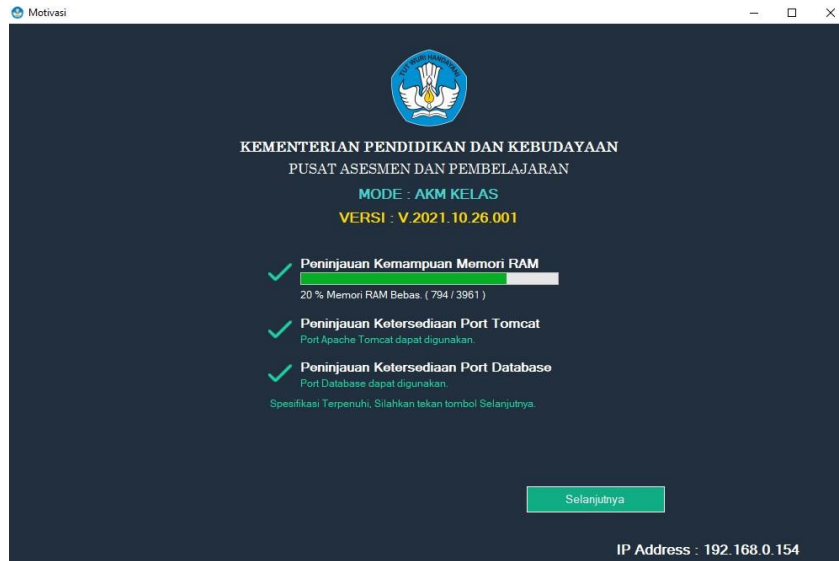 Motivasi
TUT WURI HANDAYANI
KEMENTERIAN PENDIDIKAN DAN KEBUDAYAAN
PUSAT ASESMEN DAN PEMBELAJARAN
MODE : AKM KELAS
VERSI : V.2021.10.26.001
Peninjauan Kemampuan Memori RAM
20 % Memori RAM Bebas. ( 794 / 3961 )
Peninjauan Ketersediaan Port Tomcat
Port Apache Tomcat dapat digunakan.
Peninjauan Ketersediaan Port Database
Port Database dapat digunakan.
Spesifikasi Terpenuhi, Silahkan tekan tombol Selanjutnya.
Selanjutnya
IP Address : 192.168.0.154